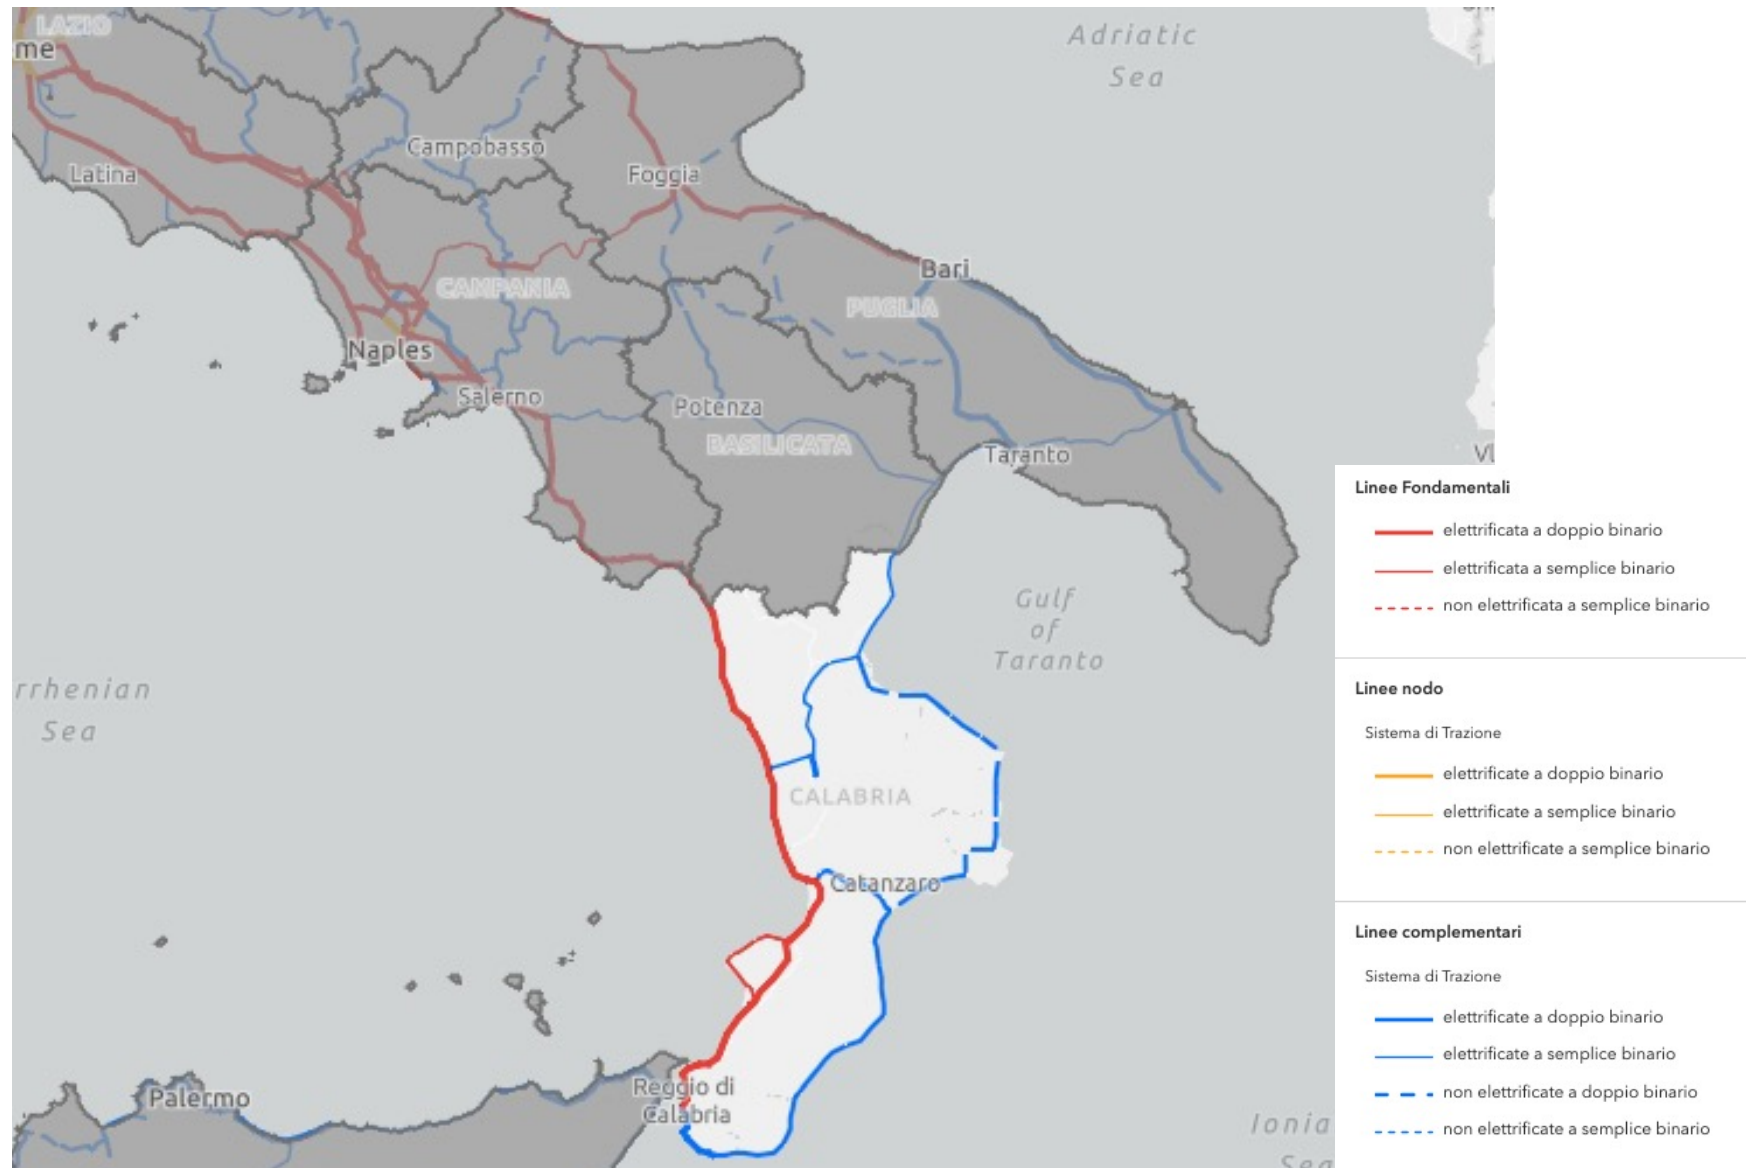 LAZIO
me
Adriatic
Sea
Campobasso
Latina
Foggia
Bari
CAMPANIA
PUGLIA
Naples
Salerno
Potenza
BASILICATA
Taranto
Gulf
of
Taranto
rrhenian
Sea
CALABRIA
Catanzaro
Reggio di
Calabria
Palermo
Ionia
Linee Fondamentali
elettrificata a doppio binario
elettrificata a semplice binario
non elettrificata a semplice binario
Linee nodo
Sistema di Trazione
elettrificate a doppio binario
elettrificate a semplice binario
non elettrificate a semplice binario
Linee complementari
Sistema di Trazione
elettrificate a doppio binario
elettrificate a semplice binario
non elettrificate a doppio binario
non elettrificate a semplice binario